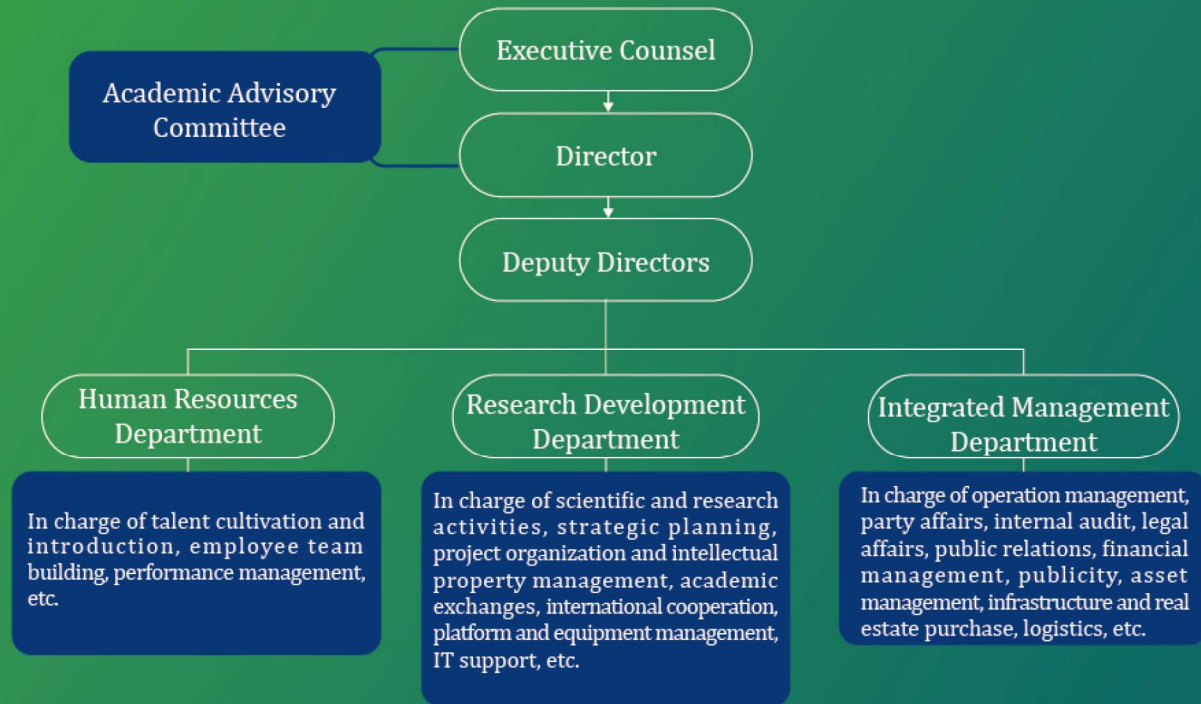 Executive Counsel
Academic Advisory
Committee
Director
Deputy Directors
Human Resources
Department
In charge of talent cultivation and
introduction, employee team
building, performance management,
etc.
Research Development
Department
In charge of scientific and research
activities, strategic planning,
project organization and intellectual
property management, academic
exchanges, international cooperation,
platform and equipment management,
IT support, etc.
Integrated Management
Department
In charge of operation management,
party affairs, internal audit, legal
affairs, public relations, financial
management, publicity, asset
management, infrastructure and real
estate purchase, logistics, etc.